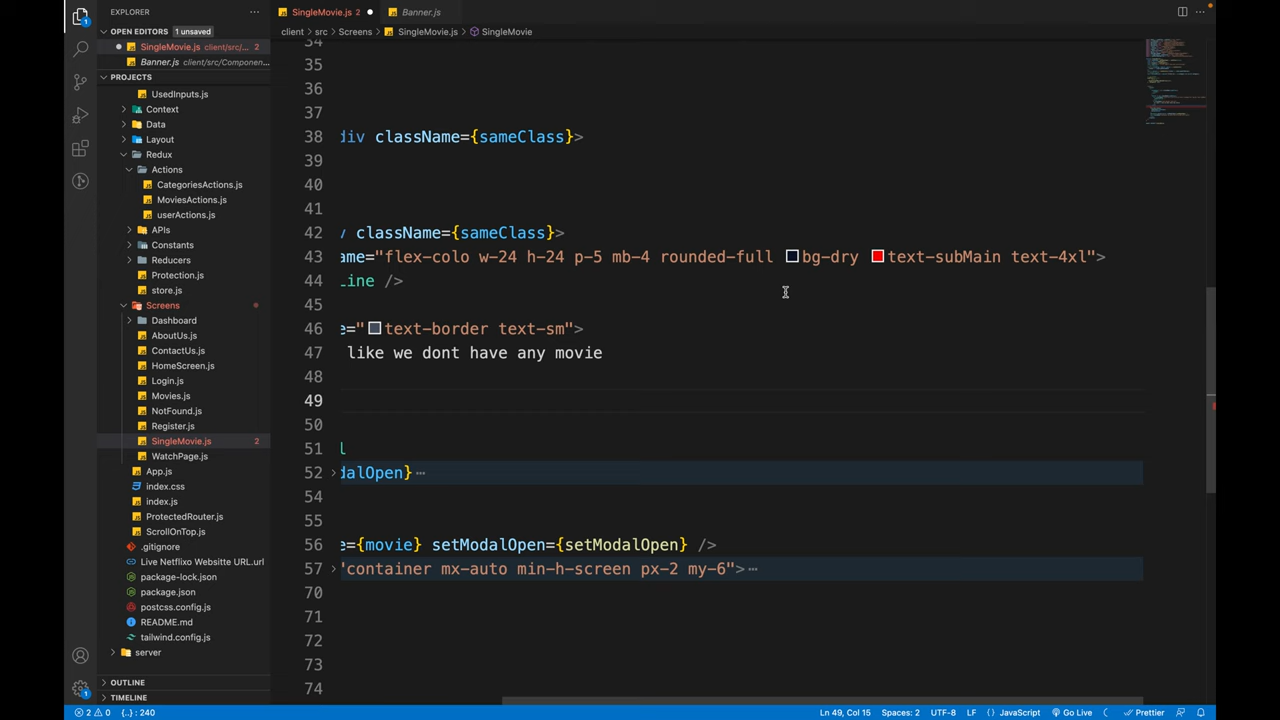 EXPLORER
OPEN EDITORS 1 unsaved
SingleMovie.js client/src/... 2
Banner.js client/src/Componen...
PROJECTS
UsedInputs.js
Context
Data
Layout
Redux
Actions
CategoriesActions.js
MoviesActions.js
userActions.js
APIs
Constants
Reducers
Protection.js
store.js
Screens
Dashboard
AboutUs.js
ContactUs.js
HomeScreen.js
Login.js
Movies.js
NotFound.js
Register.js
SingleMovie.js 2
WatchPage.js
App.js
index.css
index.js
ProtectedRouter.js
ScrollOnTop.js
.gitignore
Live Netflixo Websitte URL.url
package-lock.json
package.json
postcss.config.js
README.md
tailwind.config.js
server
OUTLINE
TIMELINE
SingleMovie.js 2 Banner.js
client > src > Screens > SingleMovie.js > SingleMovie
34
35
36
37
38 div className={sameClass}>
39
40
41
42 v className={sameClass}>
43 ame="flex-colo w-24 h-24 p-5 mb-4 rounded-full bg-dry text-subMain text-4xl">
44 Line />
45
46 e="text-border text-sm">
47 like we dont have any movie
48
49
50
51 l
52 dalOpen}
53
54
55
56 e={movie} setModalOpen={setModalOpen} />
57 "container mx-auto min-h-screen px-2 my-6">
70
71
72
73
74
1
1
2 0 {..}: 240 Ln 49, Col 15 Spaces: 2 UTF-8 LF {} JavaScript Go Live Prettier